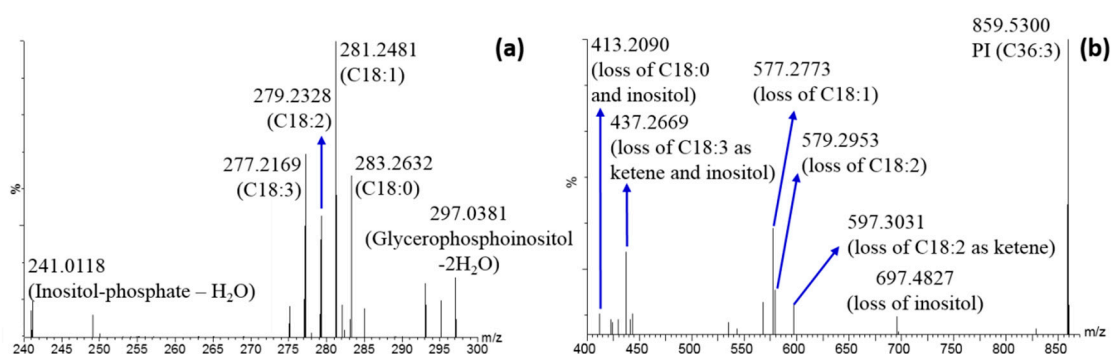 (a)
281.2481
(C18:1)
279.2328
(C18:2)
277.2169
(C18:3)
283.2632
(C18:0)
297.0381
(Glycerophosphoinositol
-2H₂O)
241.0118
(Inositol-phosphate – H₂O)
%
240 245 250 255 260 265 270 275 280 285 290 295 300 m/z
(b)
859.5300
PI (C36:3)
413.2090
(loss of C18:0
and inositol)
437.2669
(loss of C18:3 as
ketene and inositol)
577.2773
(loss of C18:1)
579.2953
(loss of C18:2)
597.3031
(loss of C18:2 as ketene)
697.4827
(loss of inositol)
%
400 450 500 550 600 650 700 750 800 850 m/z